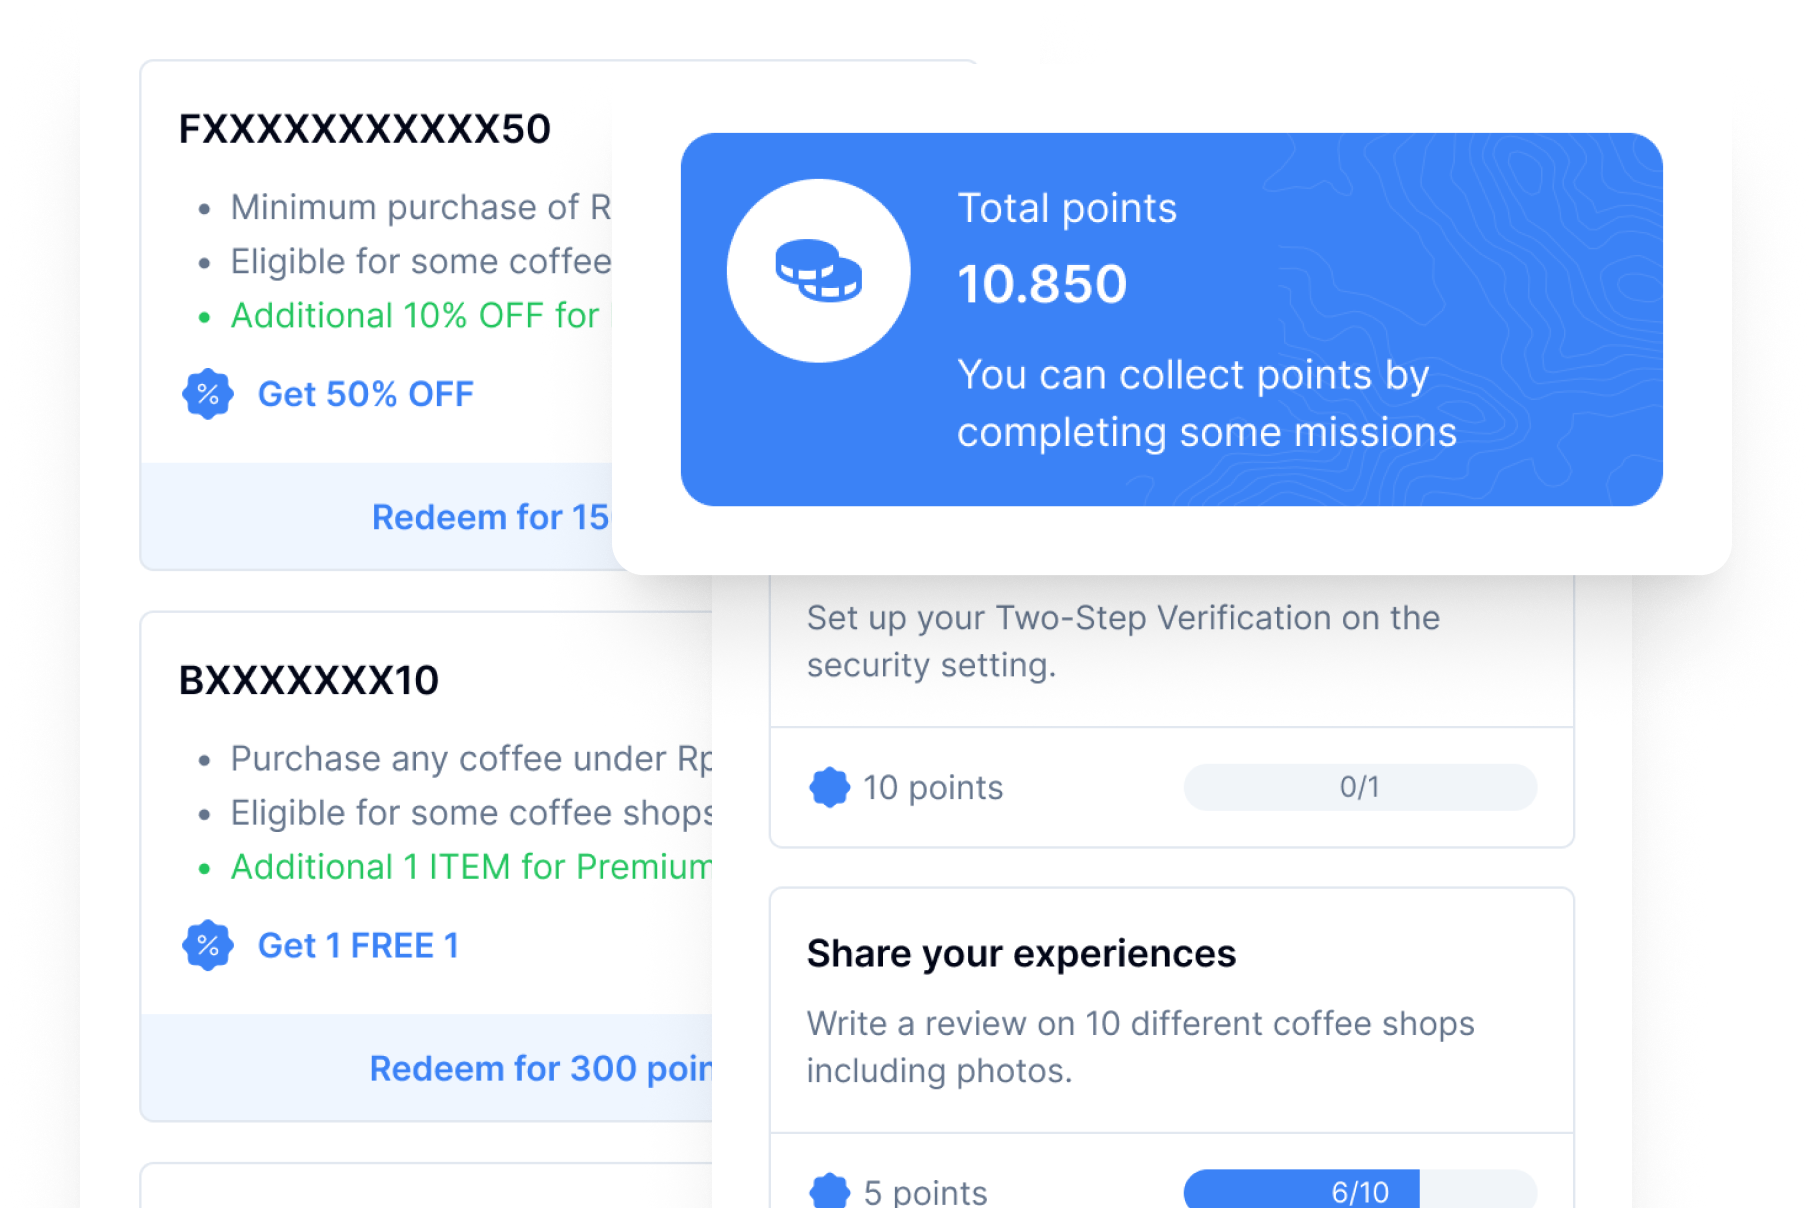 FXXXXXXXXXXX50
Minimum purchase of
Eligible for some coffee
Additional 10% OFF for
% Get 50% OFF
Redeem for 15
Total points
10.850
You can collect points by
completing some missions
BXXXXXXX10
Purchase any coffee under Rp
Eligible for some coffee shops
Additional 1 ITEM for Premium
% Get 1 FREE 1
Redeem for 300
Set up your Two-Step Verification on the
security setting.
10 points
0/1
Share your experiences
Write a review on 10 different coffee shops
including photos.
5 points
6/10